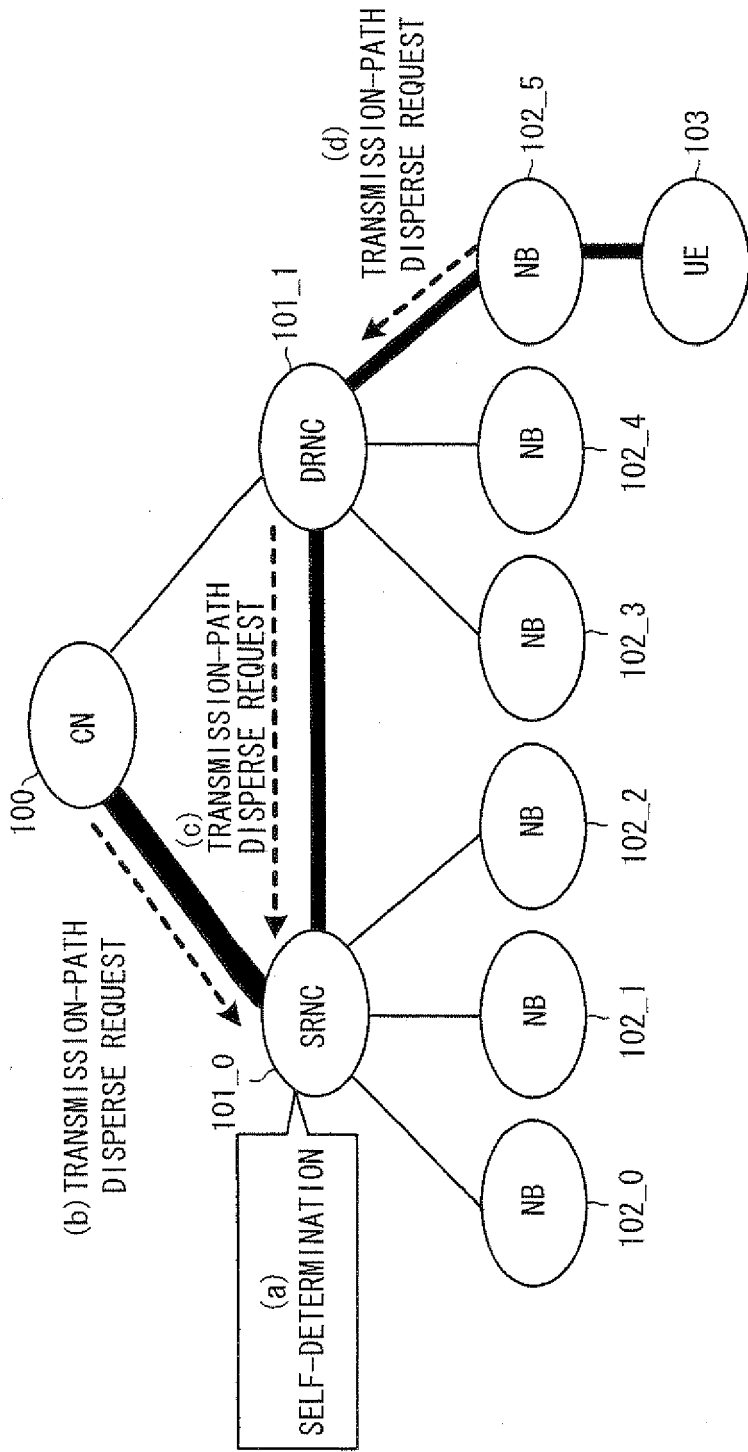 100
CN
(b) TRANSMISSION-PATH
DISPERSE REQUEST
(c)
TRANSMISSION-PATH
DISPERSE REQUEST
(d)
TRANSMISSION-PATH
DISPERSE REQUEST
(a)
SELF-DETERMINATION
101_0
SRNC
101_1
DRNC
NB
102_0
NB
102_1
NB
102_2
NB
102_3
NB
102_4
NB
102_5
UE
103